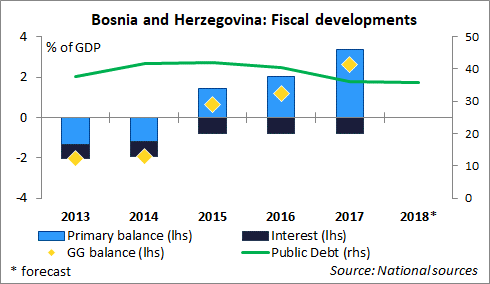 Bosnia and Herzegovina: Fiscal developments
% of GDP
4
2
0
-2
-4
50
40
30
20
10
0
2013 2014 2015 2016 2017 2018*
Primary balance (lhs) Interest (lhs)
GG balance (lhs) Public Debt (rhs)
* forecast Source: National sources